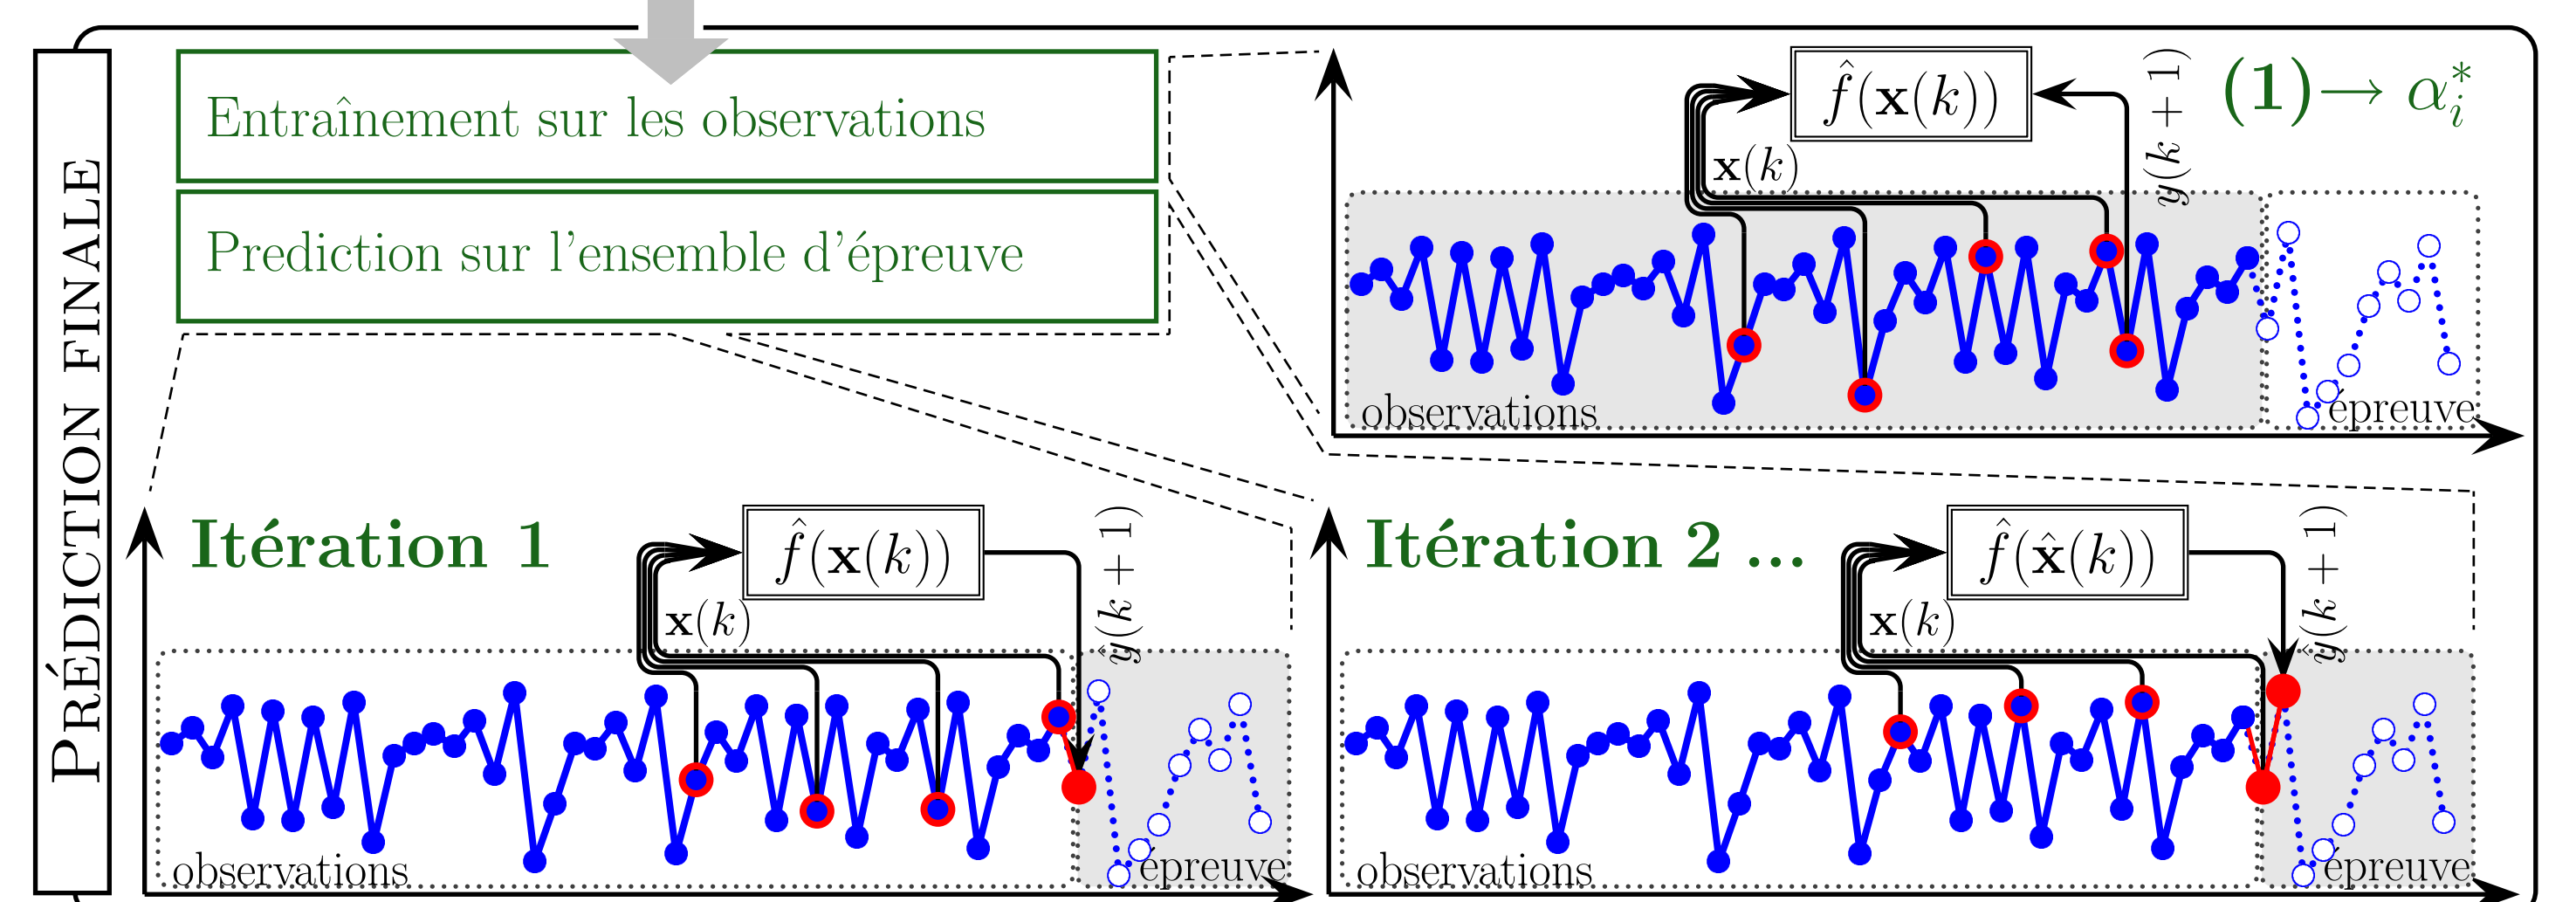 PRÉDICTION FINALE
Entraînement sur les observations
Prediction sur l'ensemble d'épreuve
f̂(x(k))
x(k)
y(k + 1)
(1)→ α*ᵢ
observations
épreuve
Itération 1
f̂(x(k))
x(k)
ŷ(k + 1)
observations
épreuve
Itération 2 ...
f̂(x̂(k))
x(k)
ŷ(k + 1)
observations
épreuve